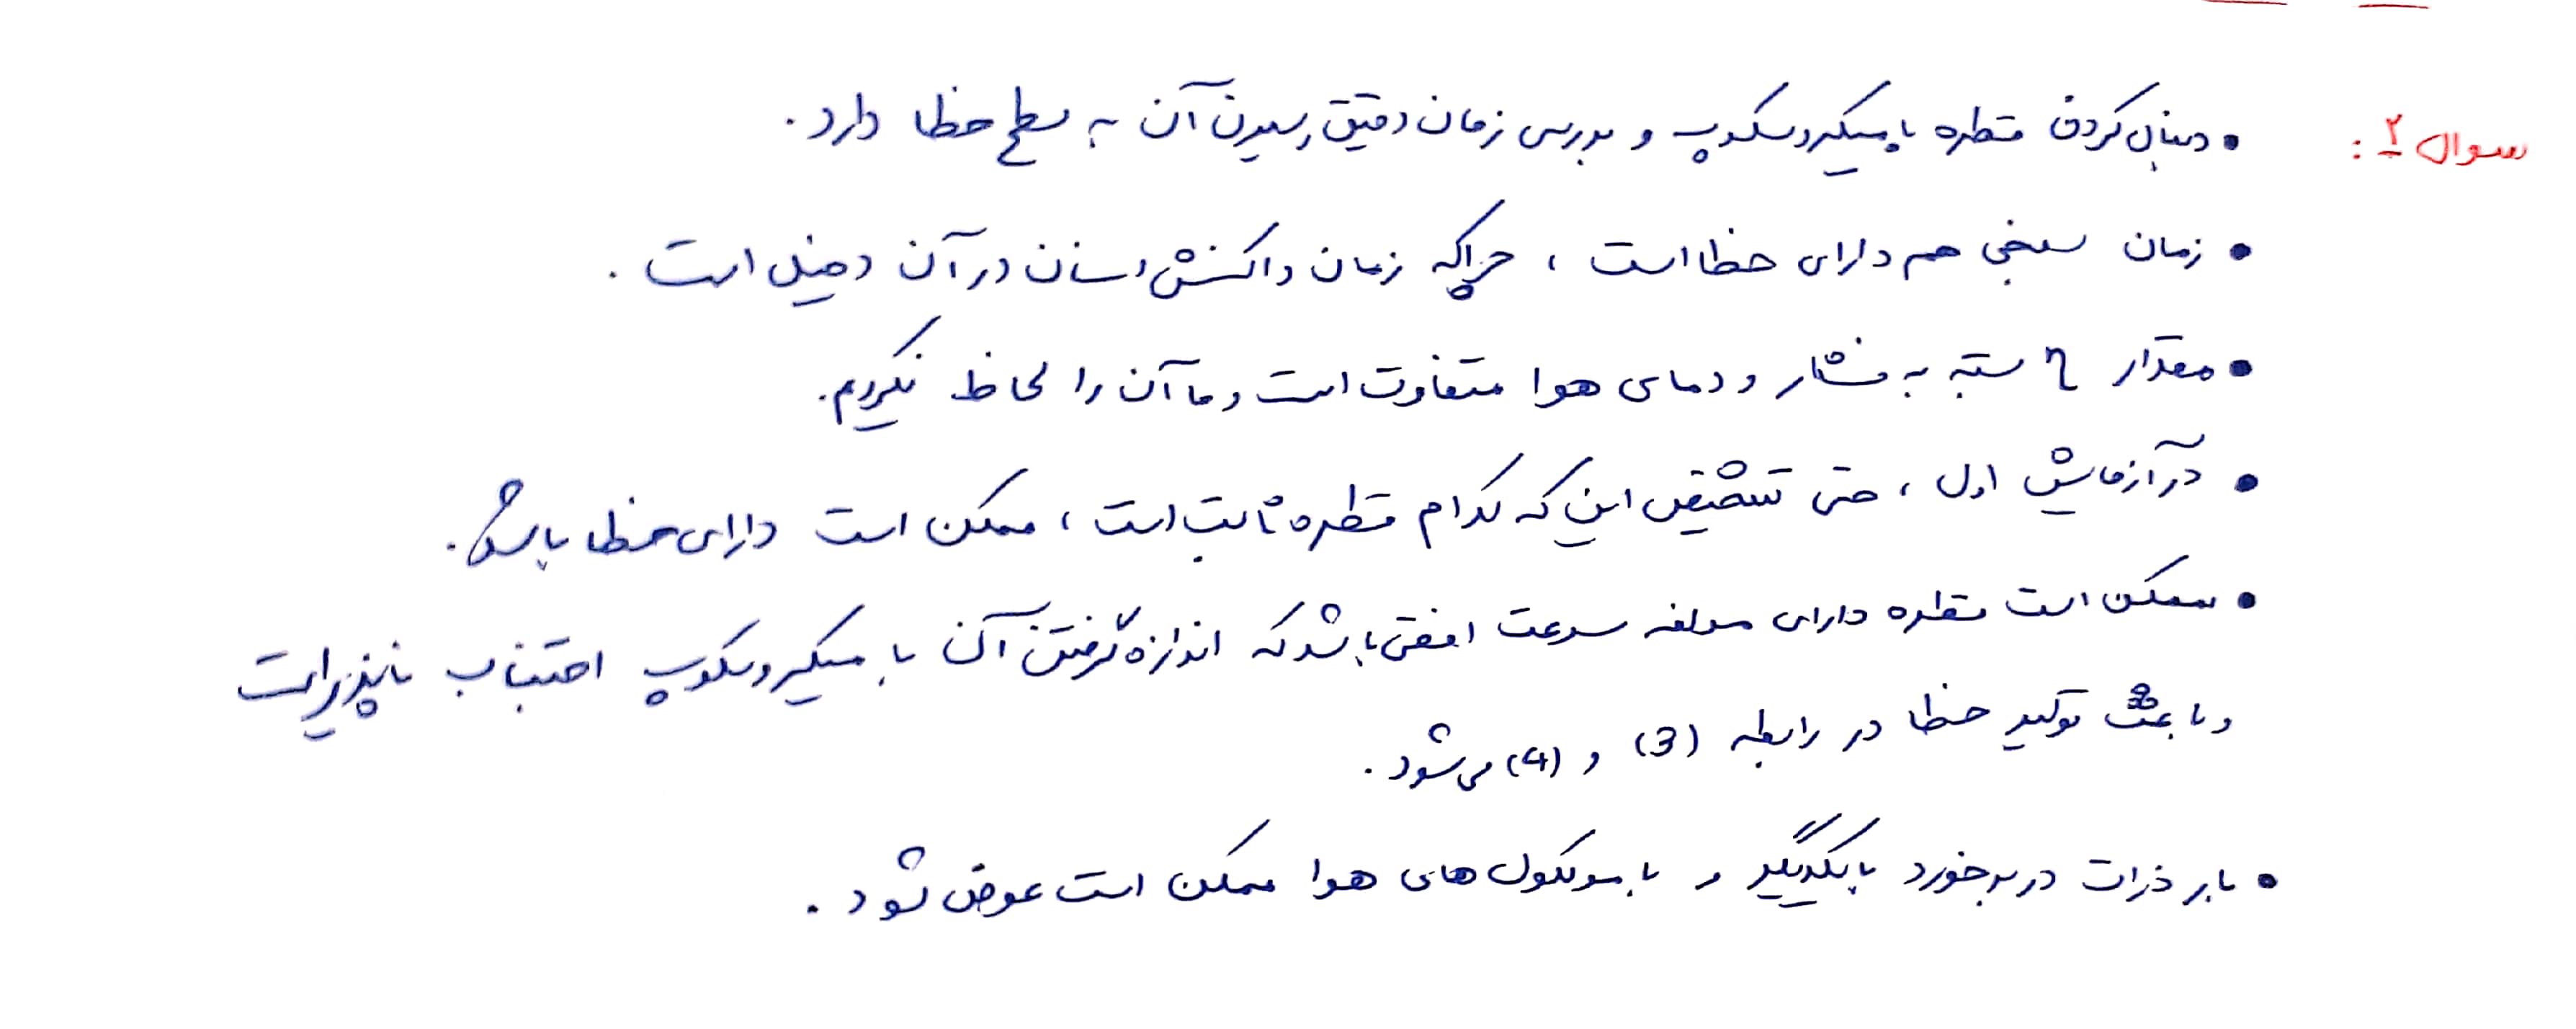 سوال ۲ : • دنبال کردن قطره با میکروسکوپ و بررسی زمان دقیق رسیدن آن به سطح خطا دارد.
• زمان سنجی هم دارای خطا است ، چرا که زمان واکنش انسان در آن دخیل است .
• مقدار η بسته به فشار و دمای هوا متفاوت است و ما آن را لحاظ نکردیم.
• در آزمایش اول ، حتی تشخیص این که کدام قطره ثابت است ، ممکن است دارای خطا باشد.
• ممکن است قطره دارای مولفه سرعت افقی باشد که اندازه گرفتن آن با میکروسکوپ اجتناب ناپذیر است
و باعث تولید خطا در رابطه (3) و (4) می شود .
• بار ذرات در برخورد با یکدیگر و با مولکول های هوا ممکن است عوض شود .